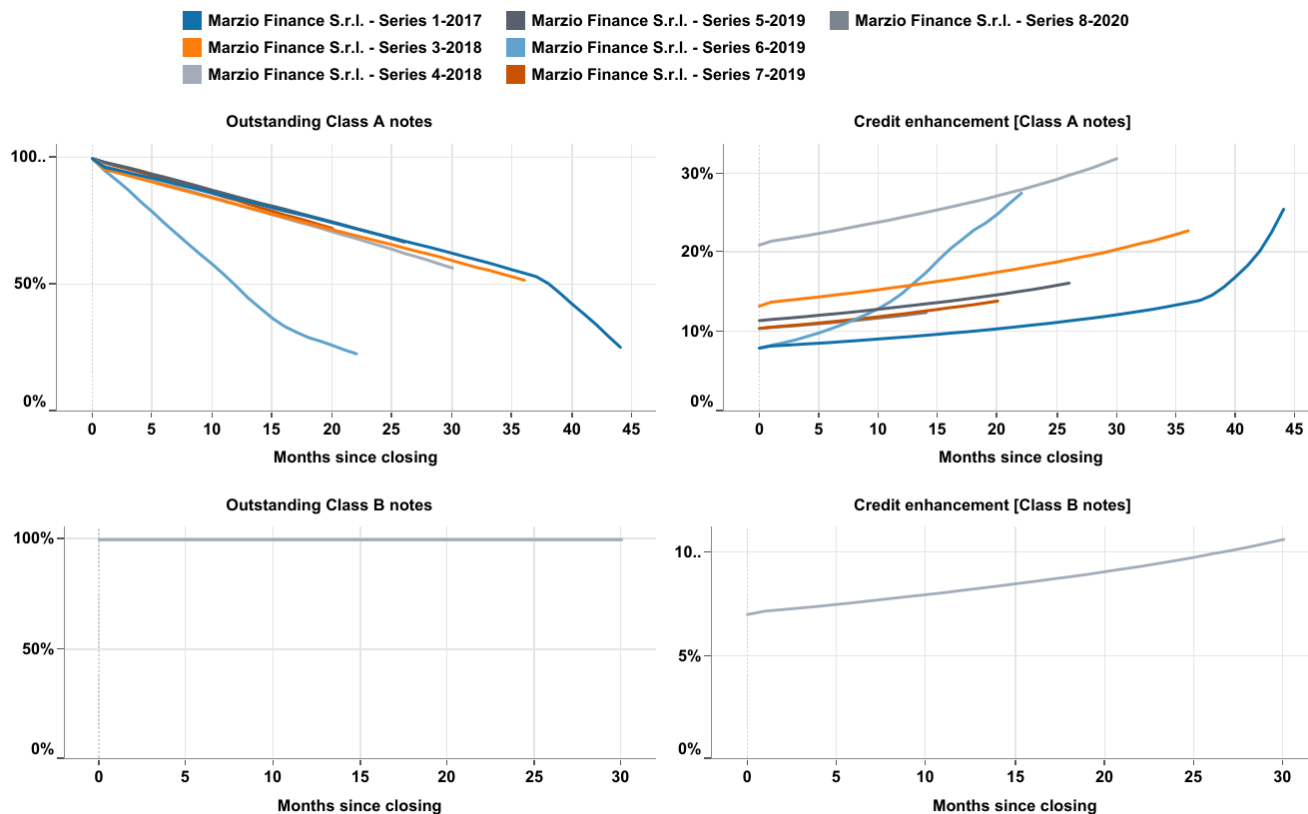 Marzio Finance S.r.l. - Series 1-2017 Marzio Finance S.r.l. - Series 5-2019 Marzio Finance S.r.l. - Series 8-2020
Marzio Finance S.r.l. - Series 3-2018 Marzio Finance S.r.l. - Series 6-2019
Marzio Finance S.r.l. - Series 4-2018 Marzio Finance S.r.l. - Series 7-2019
Outstanding Class A notes
100..
50%
0%
0 5 10 15 20 25 30 35 40 45
Months since closing
Credit enhancement [Class A notes]
30%
20%
10%
0%
0 5 10 15 20 25 30 35 40 45
Months since closing
Outstanding Class B notes
100%
50%
0%
0 5 10 15 20 25 30
Months since closing
Credit enhancement [Class B notes]
10..
5%
0%
0 5 10 15 20 25 30
Months since closing